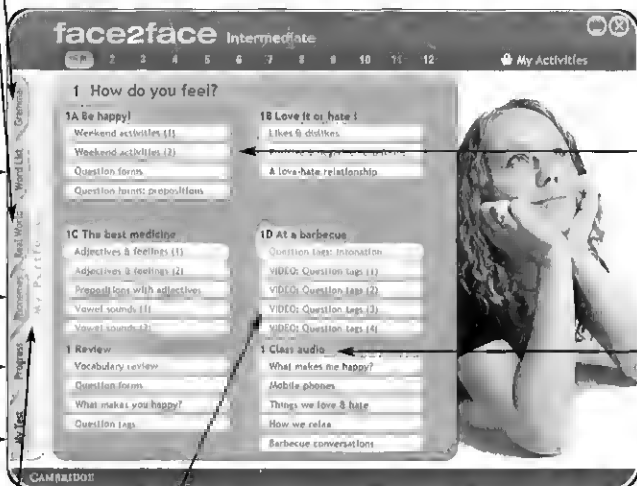 face2face Intermediate
2 3 4 5 6 7 8 9 10 11 12
My Activities
1 How do you feel?
1A Be happy!
Weekend activities (1)
Weekend activities (2)
Question forms
Question forms: prepositions
1B Love it or hate it
Likes & dislikes
A love-hate relationship
1C The best medicine
Adjectives & feelings (1)
Adjectives & feelings (2)
Prepositions with adjectives
Vowel sounds (1)
Vowel sounds (2)
1D At a barbecue
Question tags: intonation
VIDEO: Question tags (1)
VIDEO: Question tags (2)
VIDEO: Question tags (3)
VIDEO: Question tags (4)
1 Review
Vocabulary review
Question forms
What makes you happy?
Question tags
1 Class audio
What makes me happy?
Mobile phones
Things we love & hate
How we relax
Barbecue conversations
Grammar
Word List
Real World
Phonemes
Progress
My Test
My Portfolio
CAMBRIDGE